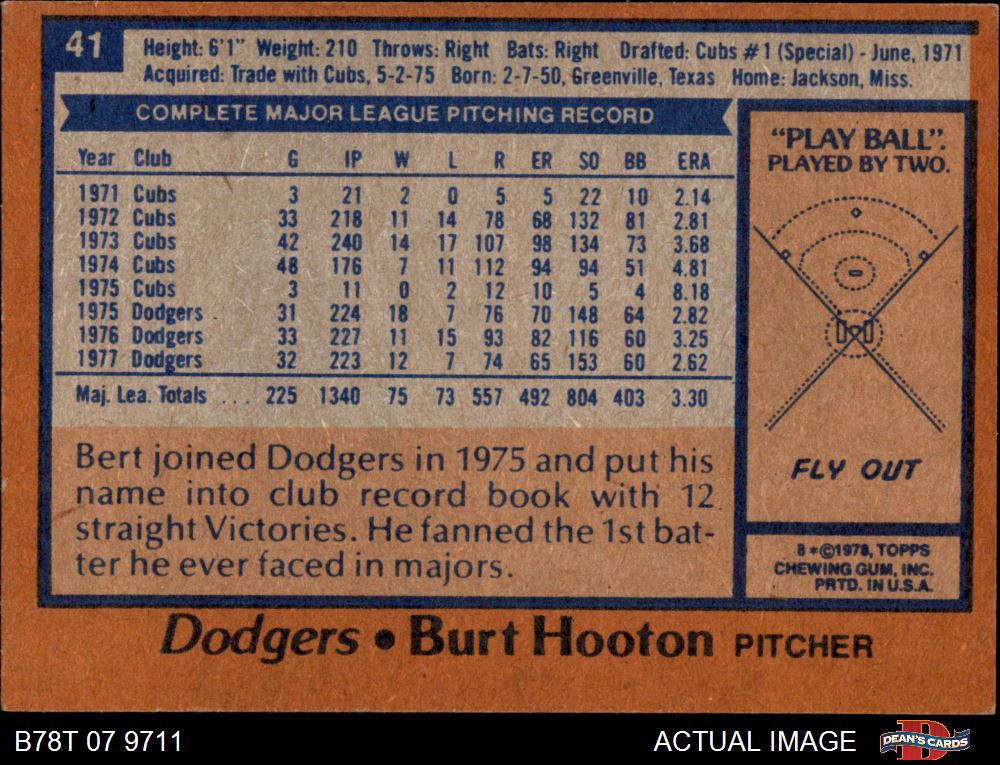 41
Height: 6'1" Weight: 210 Throws: Right Bats: Right Drafted: Cubs #1 (Special) - June, 1971
Acquired: Trade with Cubs, 5-2-75 Born: 2-7-50, Greenville, Texas Home: Jackson, Miss.
COMPLETE MAJOR LEAGUE PITCHING RECORD
Year Club G IP W L R ER SO BB ERA
1971 Cubs 3 21 2 0 5 5 22 10 2.14
1972 Cubs 33 218 11 14 78 68 132 81 2.81
1973 Cubs 42 240 14 17 107 98 134 73 3.68
1974 Cubs 48 176 7 11 112 94 94 51 4.81
1975 Cubs 3 11 0 2 12 10 5 4 8.18
1975 Dodgers 31 224 18 7 76 70 148 64 2.82
1976 Dodgers 33 227 11 15 93 82 116 60 3.25
1977 Dodgers 32 223 12 7 74 65 153 60 2.62
Maj. Lea. Totals ... 225 1340 75 73 557 492 804 403 3.30
Bert joined Dodgers in 1975 and put his
name into club record book with 12
straight Victories. He fanned the 1st bat-
ter he ever faced in majors.
"PLAY BALL".
PLAYED BY TWO.
FLY OUT
8*©1978, TOPPS
CHEWING GUM, INC.
PRTD. IN U.S.A.
Dodgers • Burt Hooton PITCHER
B78T 07 9711
ACTUAL IMAGE
DEAN'S CARDS